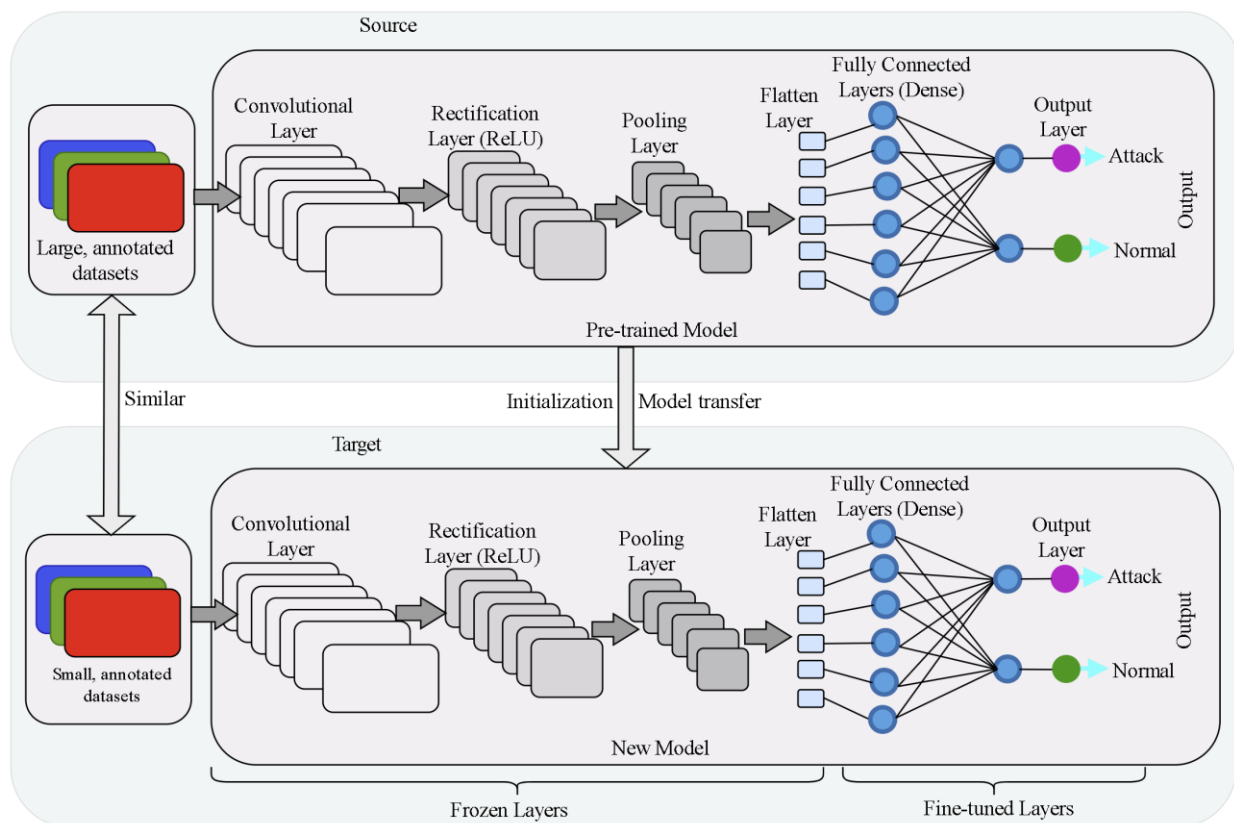 Source
Convolutional
Layer
Rectification
Layer (ReLU)
Pooling
Layer
Flatten
Layer
Fully Connected
Layers (Dense)
Output
Layer
Attack
Normal
Output
Large, annotated
datasets
Pre-trained Model
Similar
Initialization
Model transfer
Target
Convolutional
Layer
Rectification
Layer (ReLU)
Pooling
Layer
Flatten
Layer
Fully Connected
Layers (Dense)
Output
Layer
Attack
Normal
Output
Small, annotated
datasets
New Model
Frozen Layers
Fine-tuned Layers